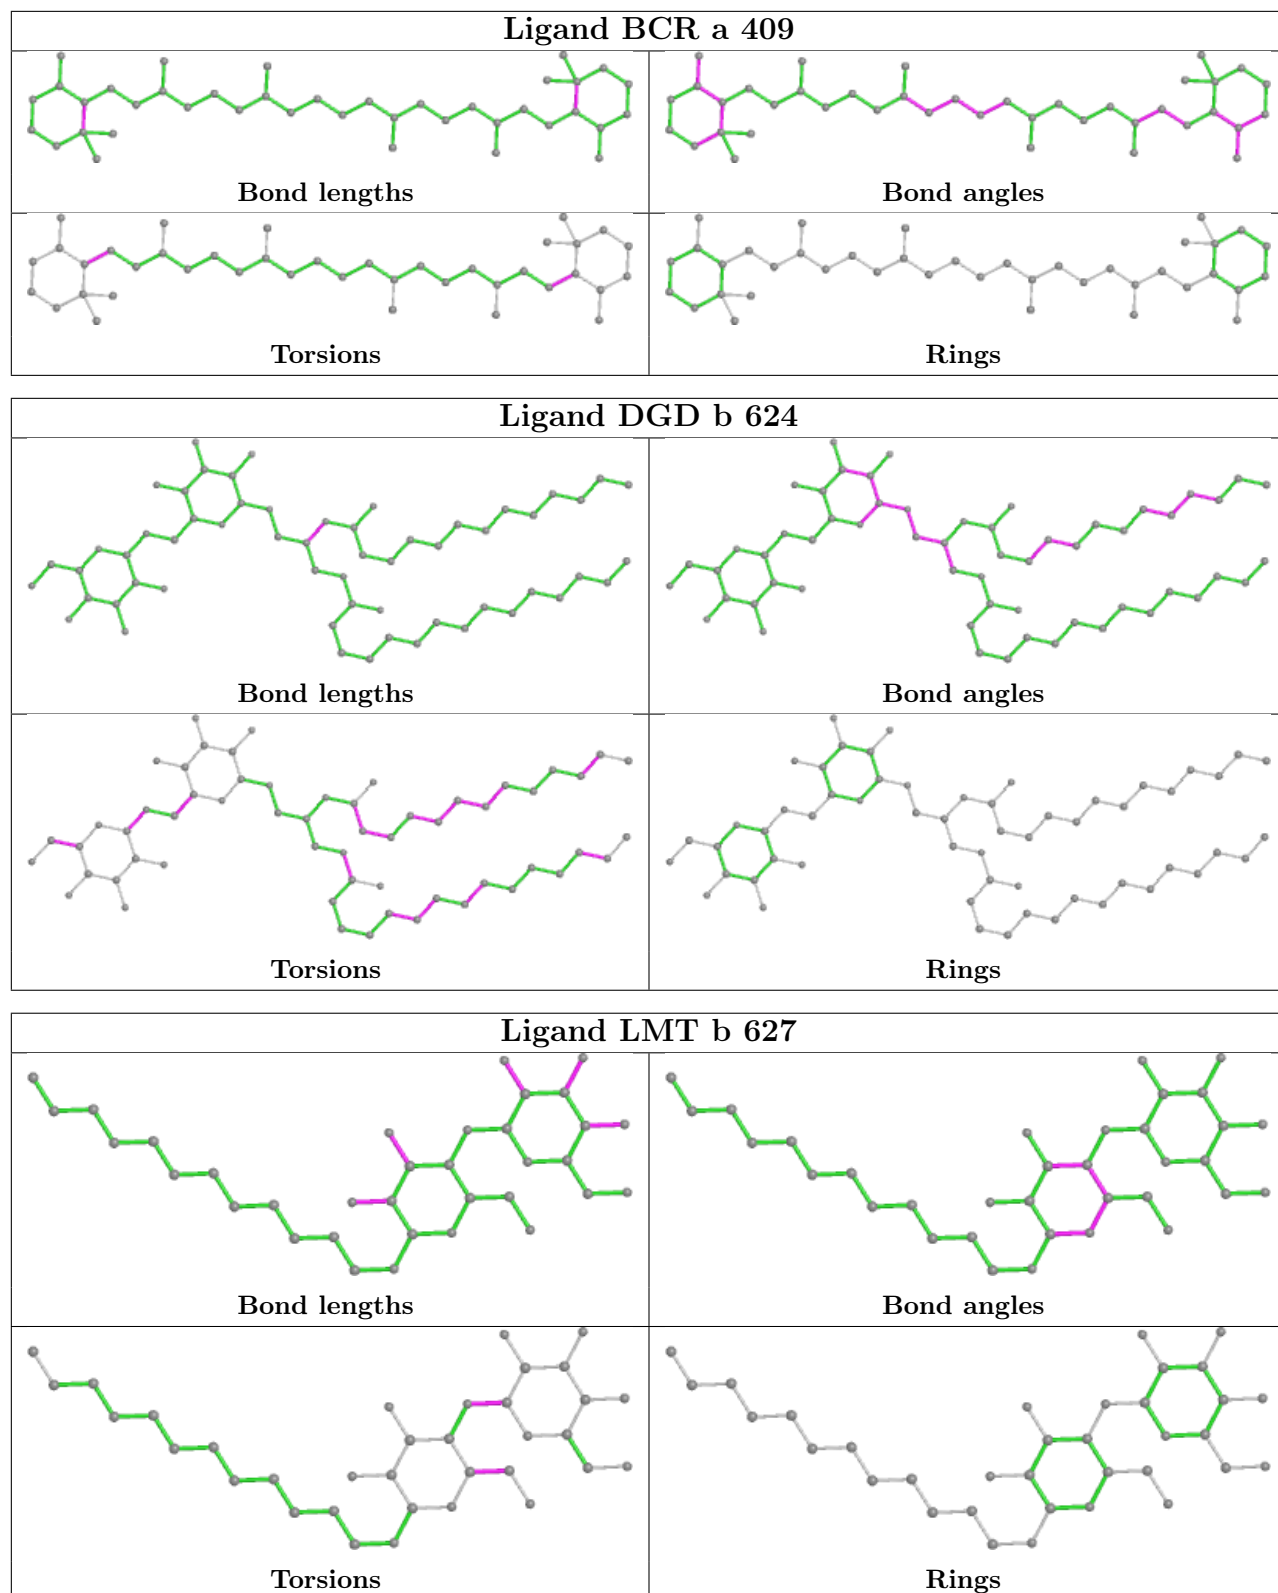 Ligand BCR a 409
Bond lengths
Bond angles
Torsions
Rings
Ligand DGD b 624
Bond lengths
Bond angles
Torsions
Rings
Ligand LMT b 627
Bond lengths
Bond angles
Torsions
Rings